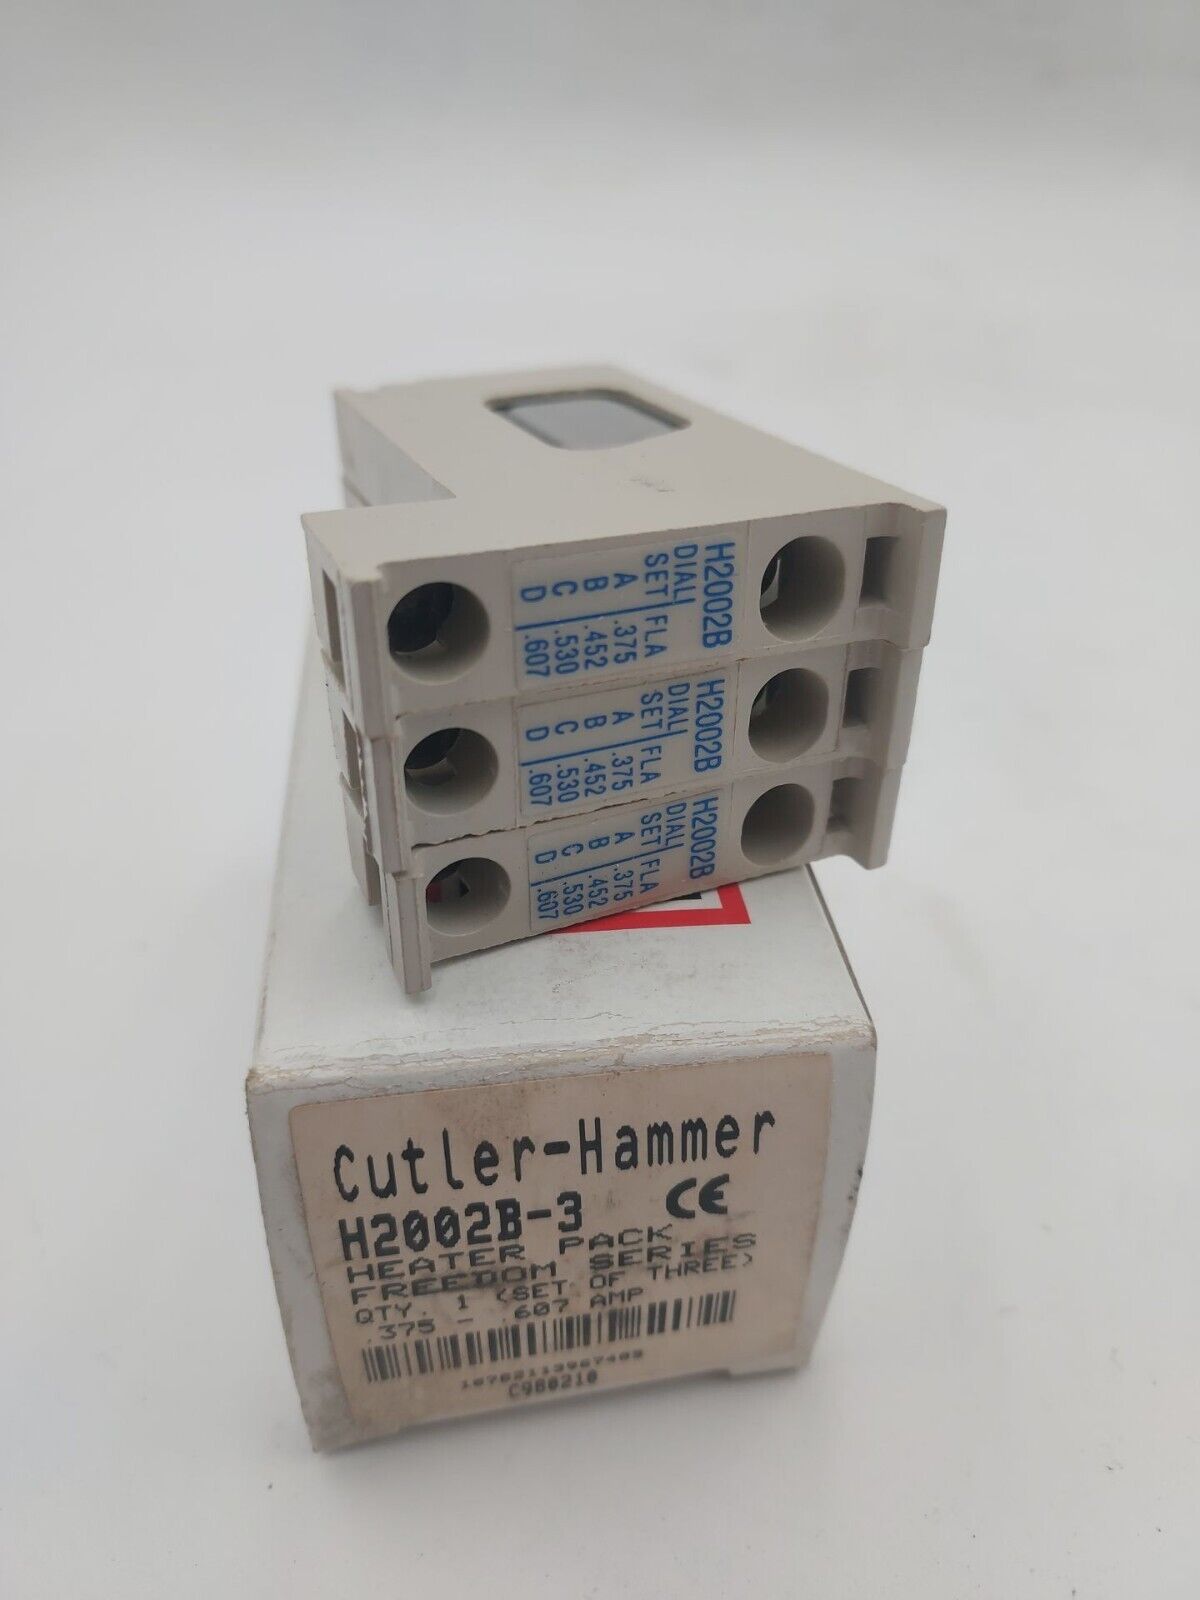 H2002B
DIAL SET FLA
A .375
B .452
C .530
D .607
H2002B
DIAL SET FLA
A .375
B .452
C .530
D .607
H2002B
DIAL SET FLA
A .375
B .452
C .530
D .607
Cutler-Hammer
H2002B-3 CE
HEATER PACK
FREEDOM SERIES
QTY. 1 <SET OF THREE>
.375 - .607 AMP
C980210